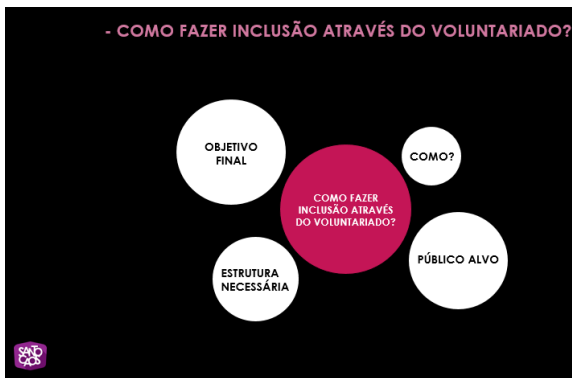 - COMO FAZER INCLUSÃO ATRAVÉS DO VOLUNTARIADO?
OBJETIVO
FINAL
COMO?
COMO FAZER
INCLUSÃO ATRAVÉS
DO VOLUNTARIADO?
PÚBLICO ALVO
ESTRUTURA
NECESSÁRIA
SANTO
CAOS